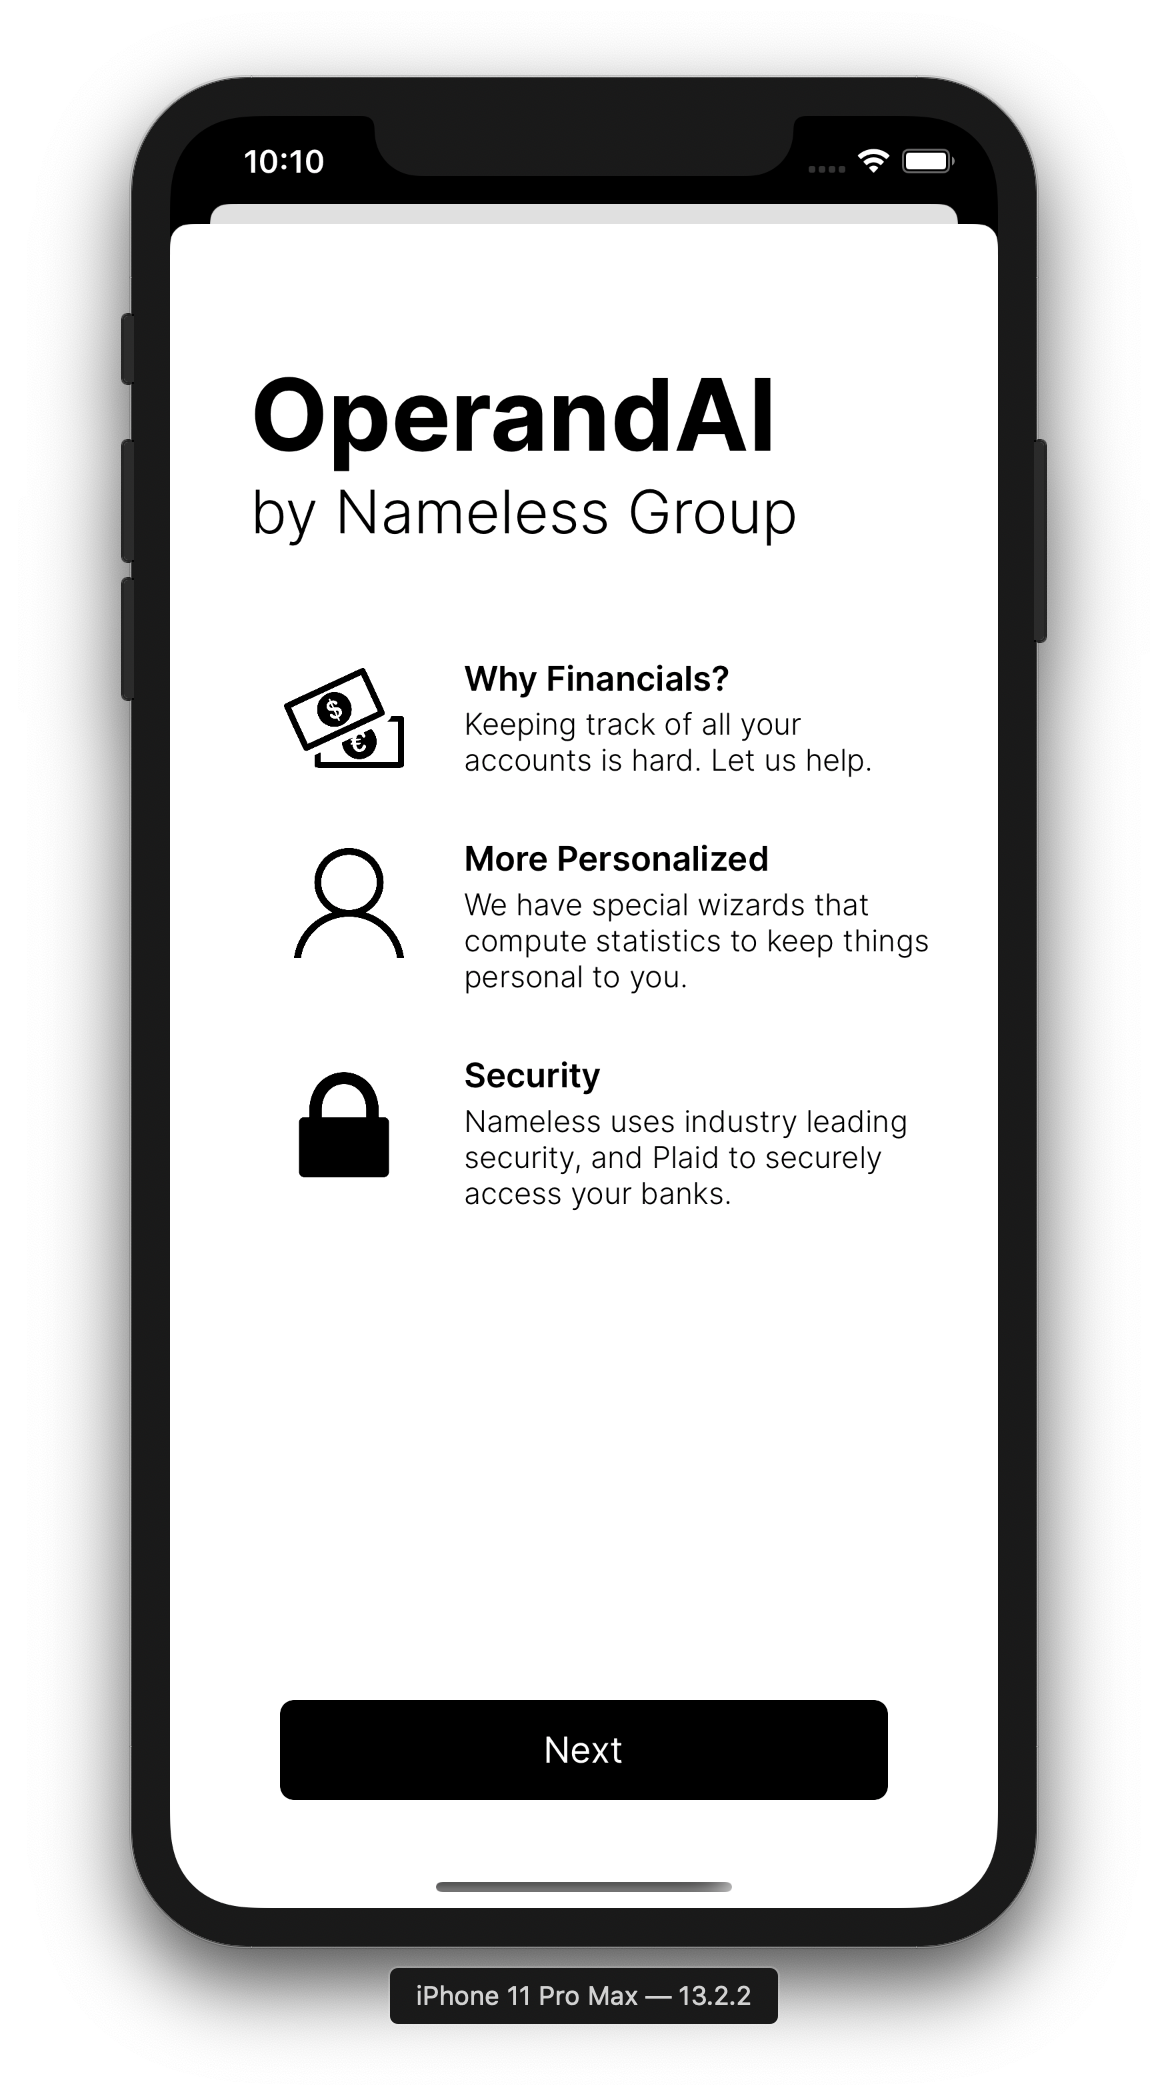 10:10
OperandAI
by Nameless Group
$
€
Why Financials?
Keeping track of all your
accounts is hard. Let us help.
More Personalized
We have special wizards that
compute statistics to keep things
personal to you.
Security
Nameless uses industry leading
security, and Plaid to securely
access your banks.
Next
iPhone 11 Pro Max — 13.2.2